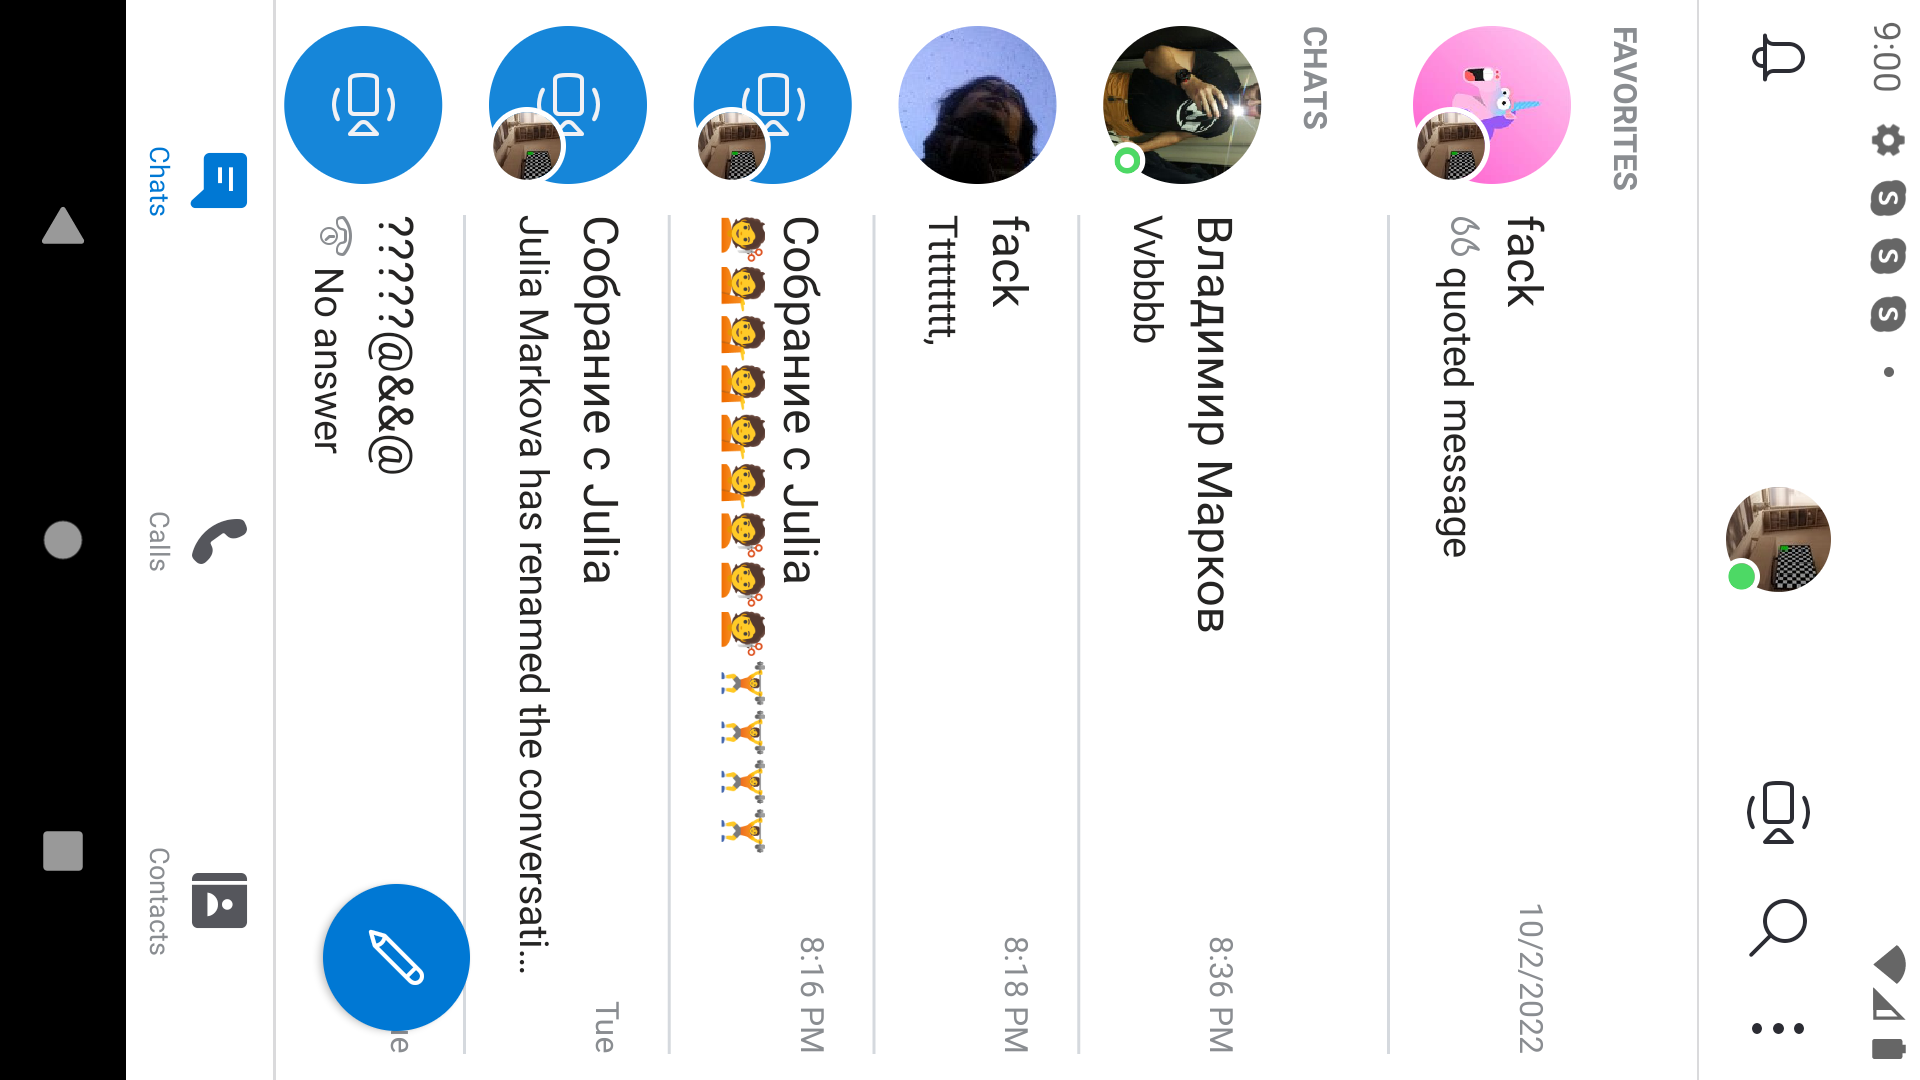 9:00
FAVORITES
fack
10/2/2022
quoted message
CHATS
Владимир Марков
8:36 PM
Vvbbbb
fack
8:18 PM
Tttttttttt,
Собрание с Julia
8:16 PM
Собрание с Julia
Tue
Julia Markova has renamed the conversati...
?????@&&@
No answer
Chats
Calls
Contacts